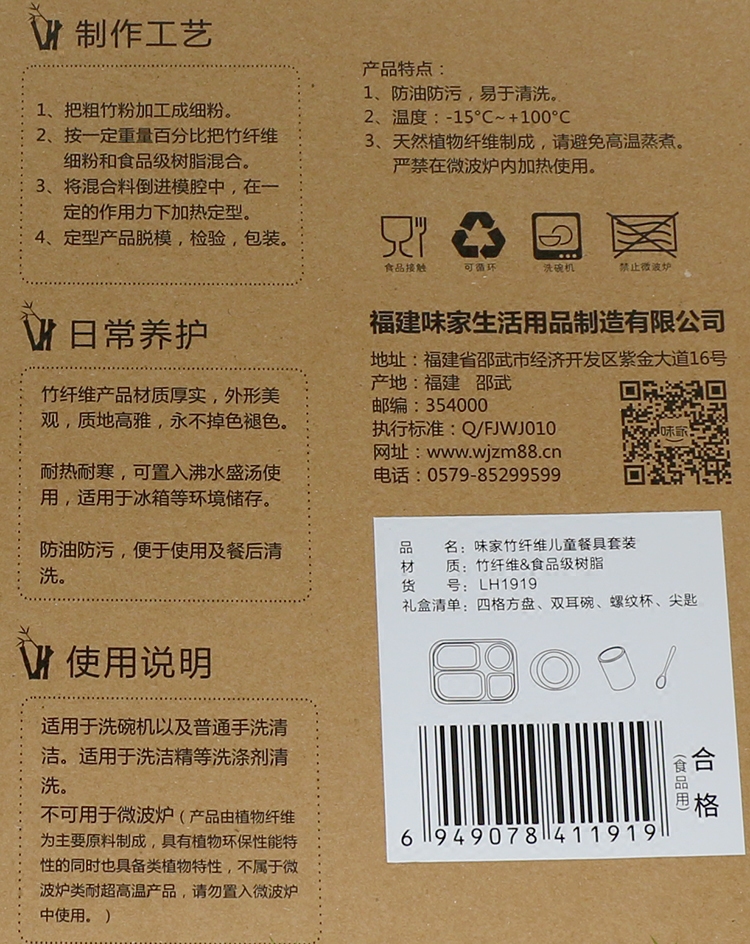 制作工艺
1、把粗竹粉加工成细粉。
2、按一定重量百分比把竹纤维
细粉和食品级树脂混合。
3、将混合料倒进模腔中，在一
定的作用力下加热定型。
4、定型产品脱模，检验，包装。
日常养护
竹纤维产品材质厚实，外形美
观，质地高雅，永不掉色褪色。
耐热耐寒，可置入沸水盛汤使
用，适用于冰箱等环境储存。
防油防污，便于使用及餐后清
洗。
使用说明
适用于洗碗机以及普通手洗清
洁。适用于洗洁精等洗涤剂清
洗。
不可用于微波炉（产品由植物纤维
为主要原料制成，具有植物环保性能特
性的同时也具备类植物特性，不属于微
波炉类耐超高温产品，请勿置入微波炉
中使用。）
产品特点：
1、防油防污，易于清洗。
2、温度：-15°C~+100°C
3、天然植物纤维制成，请避免高温蒸煮。
严禁在微波炉内加热使用。
食品接触 可循环 洗碗机 禁止微波炉
福建味家生活用品制造有限公司
地址：福建省邵武市经济开发区紫金大道16号
产地：福建 邵武
邮编：354000
执行标准：Q/FJWJ010
网址：www.wjzm88.cn
电话：0579-85299599
味家
品 名：味家竹纤维儿童餐具套装
材 质：竹纤维&食品级树脂
货 号：LH1919
礼盒清单：四格方盘、双耳碗、螺纹杯、尖匙
6 949078 411919
合格
（食品用）